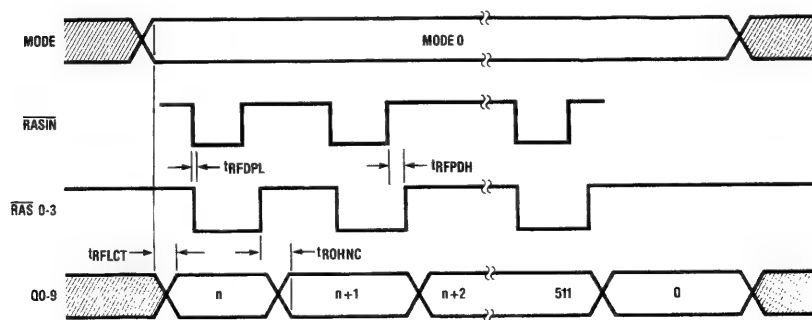 MODE
MODE 0
RASIN
tRFDPL
tRFPDH
RAS 0-3
tRFLCT
tROHNC
Q0-9
n
n+1
n+2
511
0